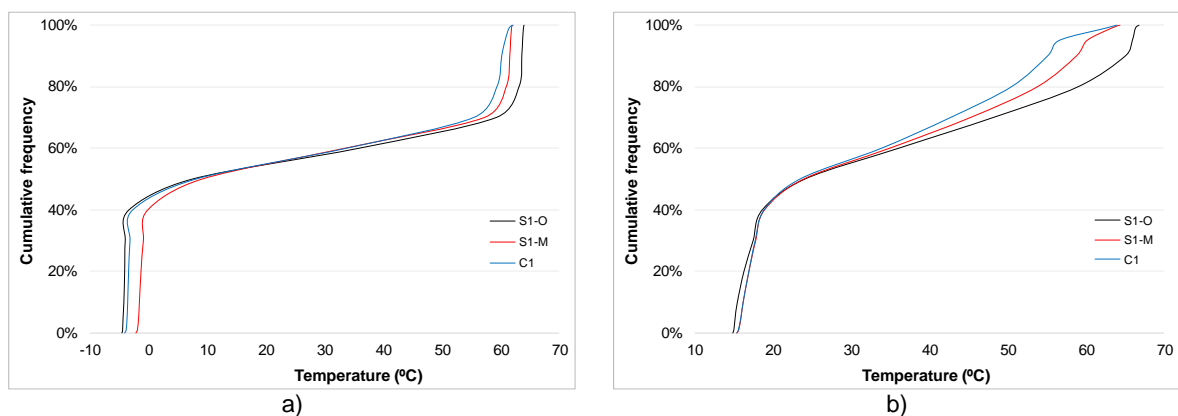 100%
80%
60%
40%
20%
0%
Cumulative frequency
-10 0 10 20 30 40 50 60 70
Temperature (ºC)
S1-O
S1-M
C1
a)
100%
80%
60%
40%
20%
0%
Cumulative frequency
10 20 30 40 50 60 70
Temperature (ºC)
S1-O
S1-M
C1
b)